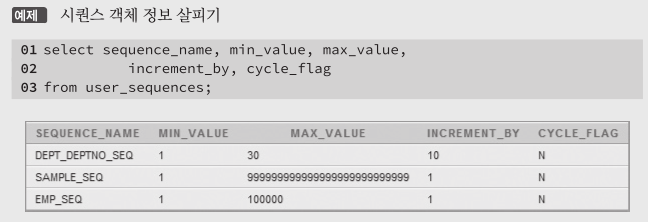 예제 시퀀스 객체 정보 살피기
01 select sequence_name, min_value, max_value,
02 increment_by, cycle_flag
03 from user_sequences;
SEQUENCE_NAME MIN_VALUE MAX_VALUE INCREMENT_BY CYCLE_FLAG
DEPT_DEPTNO_SEQ 1 30 10 N
SAMPLE_SEQ 1 9999999999999999999999999999 1 N
EMP_SEQ 1 100000 1 N